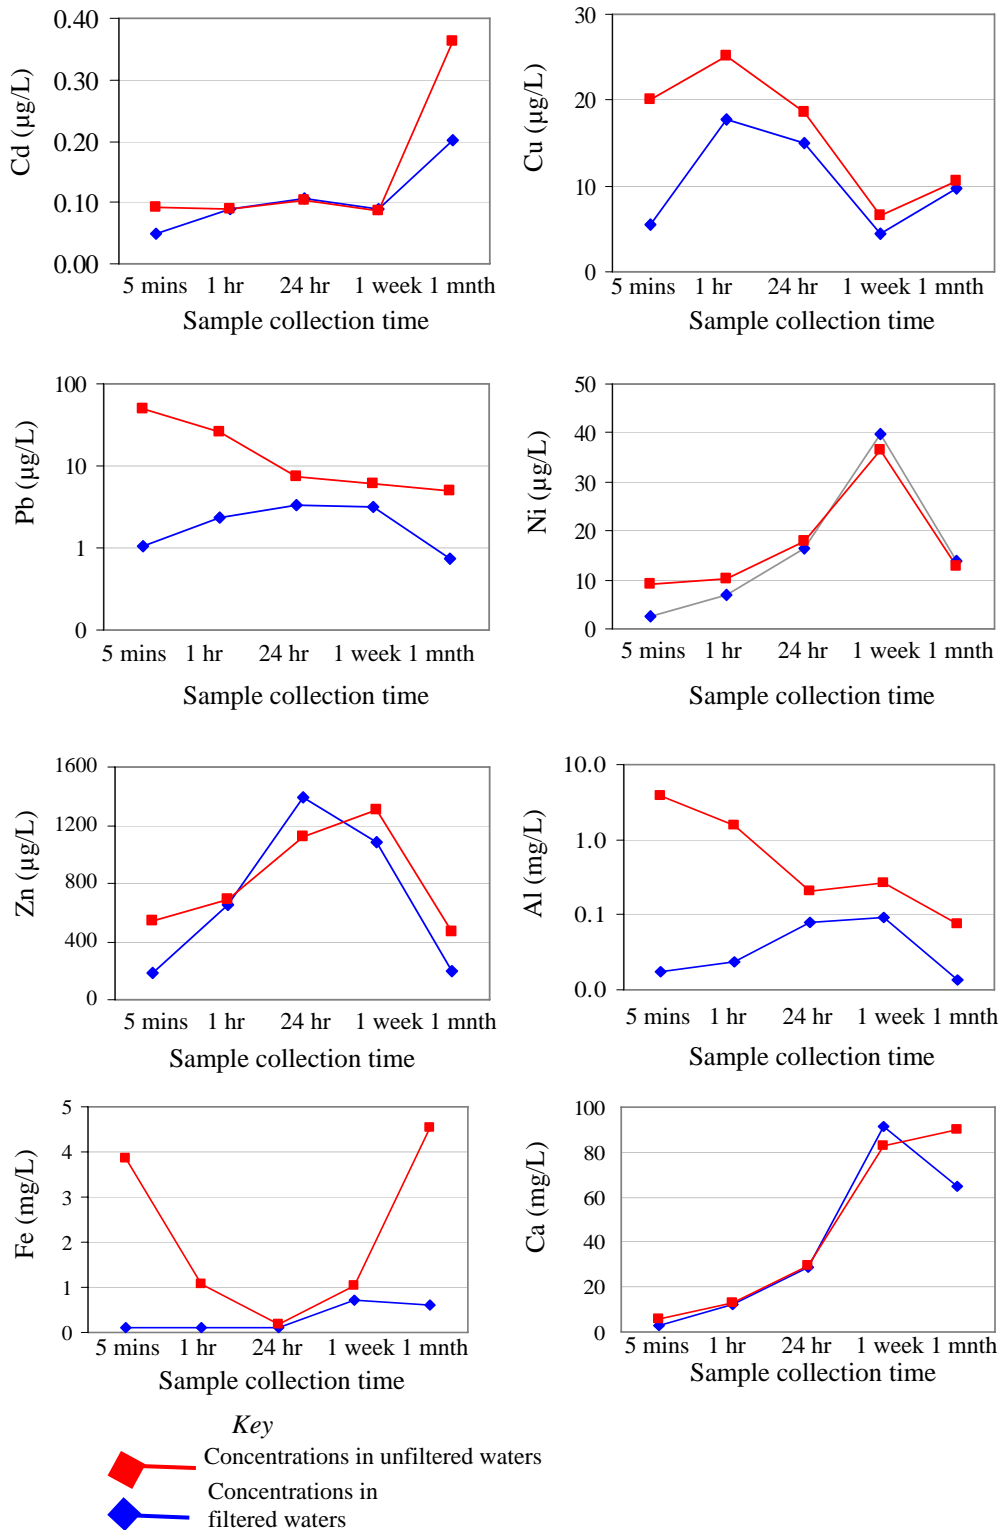 0.40
0.30
0.20
0.10
0.00
Cd (µg/L)
5 mins 1 hr 24 hr 1 week 1 mnth
Sample collection time
30
20
10
0
Cu (µg/L)
5 mins 1 hr 24 hr 1 week 1 mnth
Sample collection time
100
10
1
0
Pb (µg/L)
5 mins 1 hr 24 hr 1 week 1 mnth
Sample collection time
50
40
30
20
10
0
Ni (µg/L)
5 mins 1 hr 24 hr 1 week 1 mnth
Sample collection time
1600
1200
800
400
0
Zn (µg/L)
5 mins 1 hr 24 hr 1 week 1 mnth
Sample collection time
10.0
1.0
0.1
0.0
Al (mg/L)
5 mins 1 hr 24 hr 1 week 1 mnth
Sample collection time
5
4
3
2
1
0
Fe (mg/L)
5 mins 1 hr 24 hr 1 week 1 mnth
Sample collection time
100
80
60
40
20
0
Ca (mg/L)
5 mins 1 hr 24 hr 1 week 1 mnth
Sample collection time
Key
Concentrations in unfiltered waters
Concentrations in
filtered waters